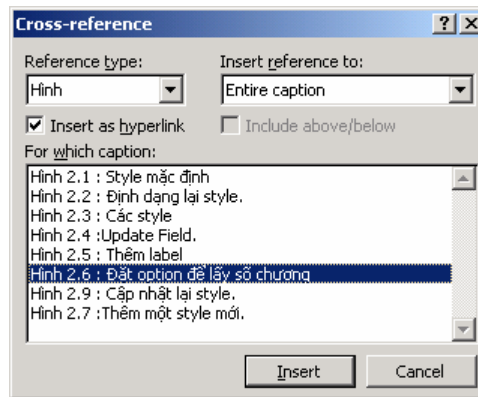 Cross-reference
Reference type: Insert reference to:
Hình Entire caption
Insert as hyperlink Include above/below
For which caption:
Hình 2.1 : Style mặc định
Hình 2.2 : Định dạng lại style.
Hình 2.3 : Các style
Hình 2.4 :Update Field.
Hình 2.5 : Thêm label
Hình 2.6 : Đặt option để lấy số chương
Hình 2.9 : Cập nhật lại style.
Hình 2.7 :Thêm một style mới.
Insert Cancel